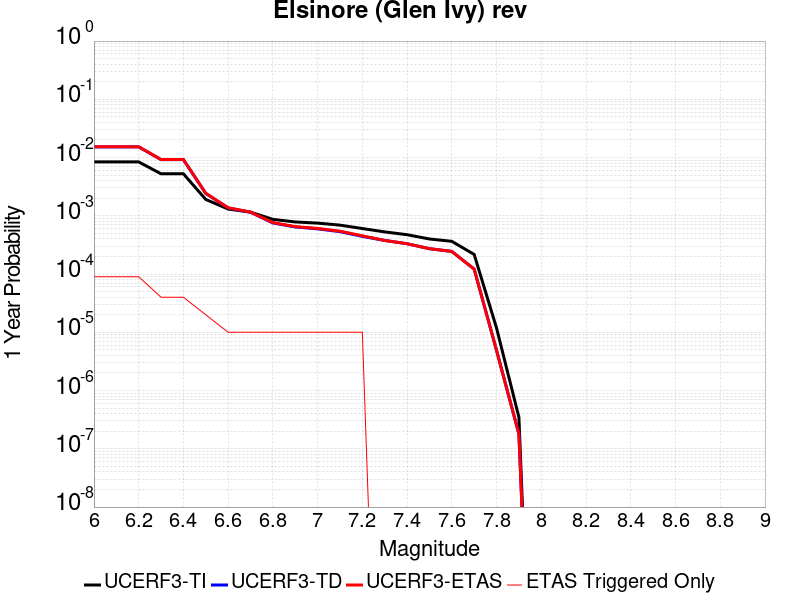 Elsinore (Glen Ivy) rev
10^0
10^-1
10^-2
10^-3
10^-4
10^-5
10^-6
10^-7
10^-8
1 Year Probability
6 6.2 6.4 6.6 6.8 7 7.2 7.4 7.6 7.8 8 8.2 8.4 8.6 8.8 9
Magnitude
UCERF3-TI UCERF3-TD UCERF3-ETAS ETAS Triggered Only